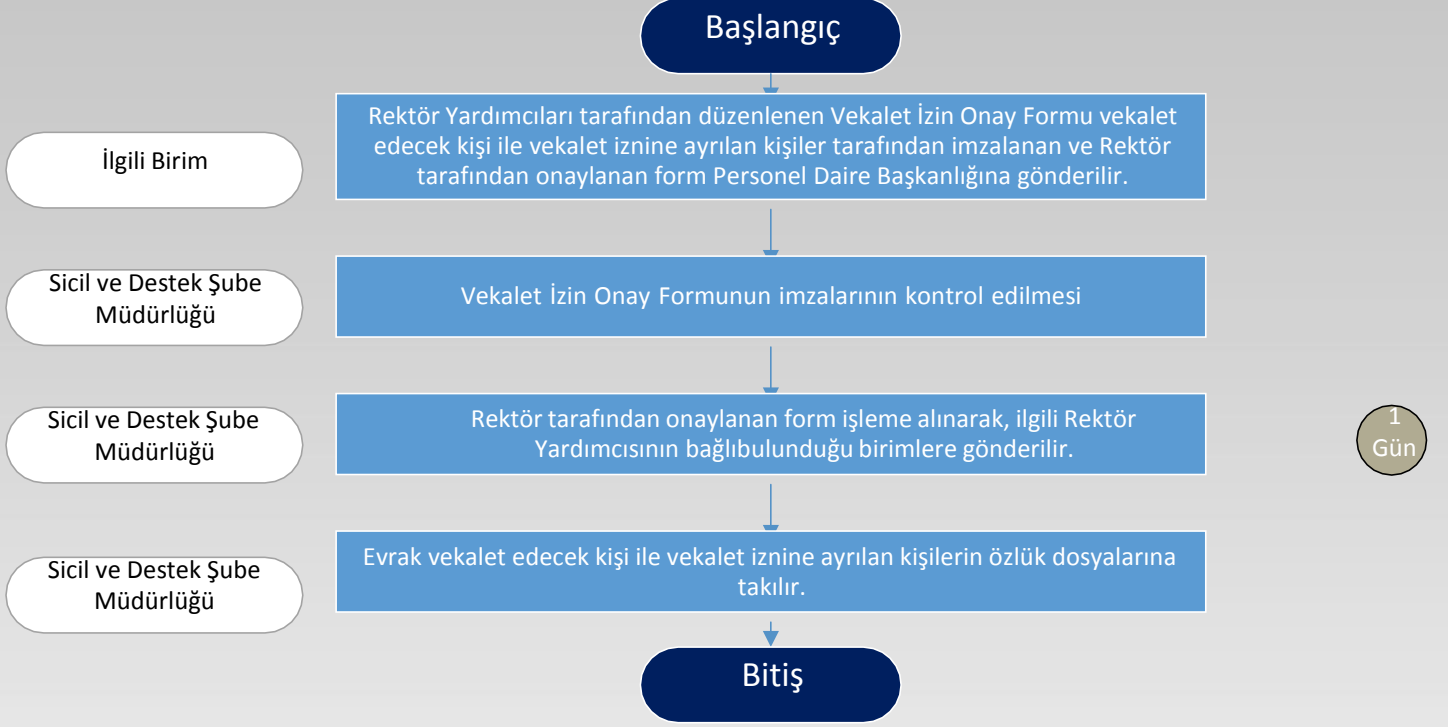 Başlangıç
İlgili Birim
Rektör Yardımcıları tarafından düzenlenen Vekalet İzin Onay Formu vekalet
edecek kişi ile vekalet iznine ayrılan kişiler tarafından imzalanan ve Rektör
tarafından onaylanan form Personel Daire Başkanlığına gönderilir.
Sicil ve Destek Şube
Müdürlüğü
Vekalet İzin Onay Formunun imzalarının kontrol edilmesi
Sicil ve Destek Şube
Müdürlüğü
Rektör tarafından onaylanan form işleme alınarak, ilgili Rektör
Yardımcısının bağlıbulunduğu birimlere gönderilir.
1
Gün
Sicil ve Destek Şube
Müdürlüğü
Evrak vekalet edecek kişi ile vekalet iznine ayrılan kişilerin özlük dosyalarına
takılır.
Bitiş